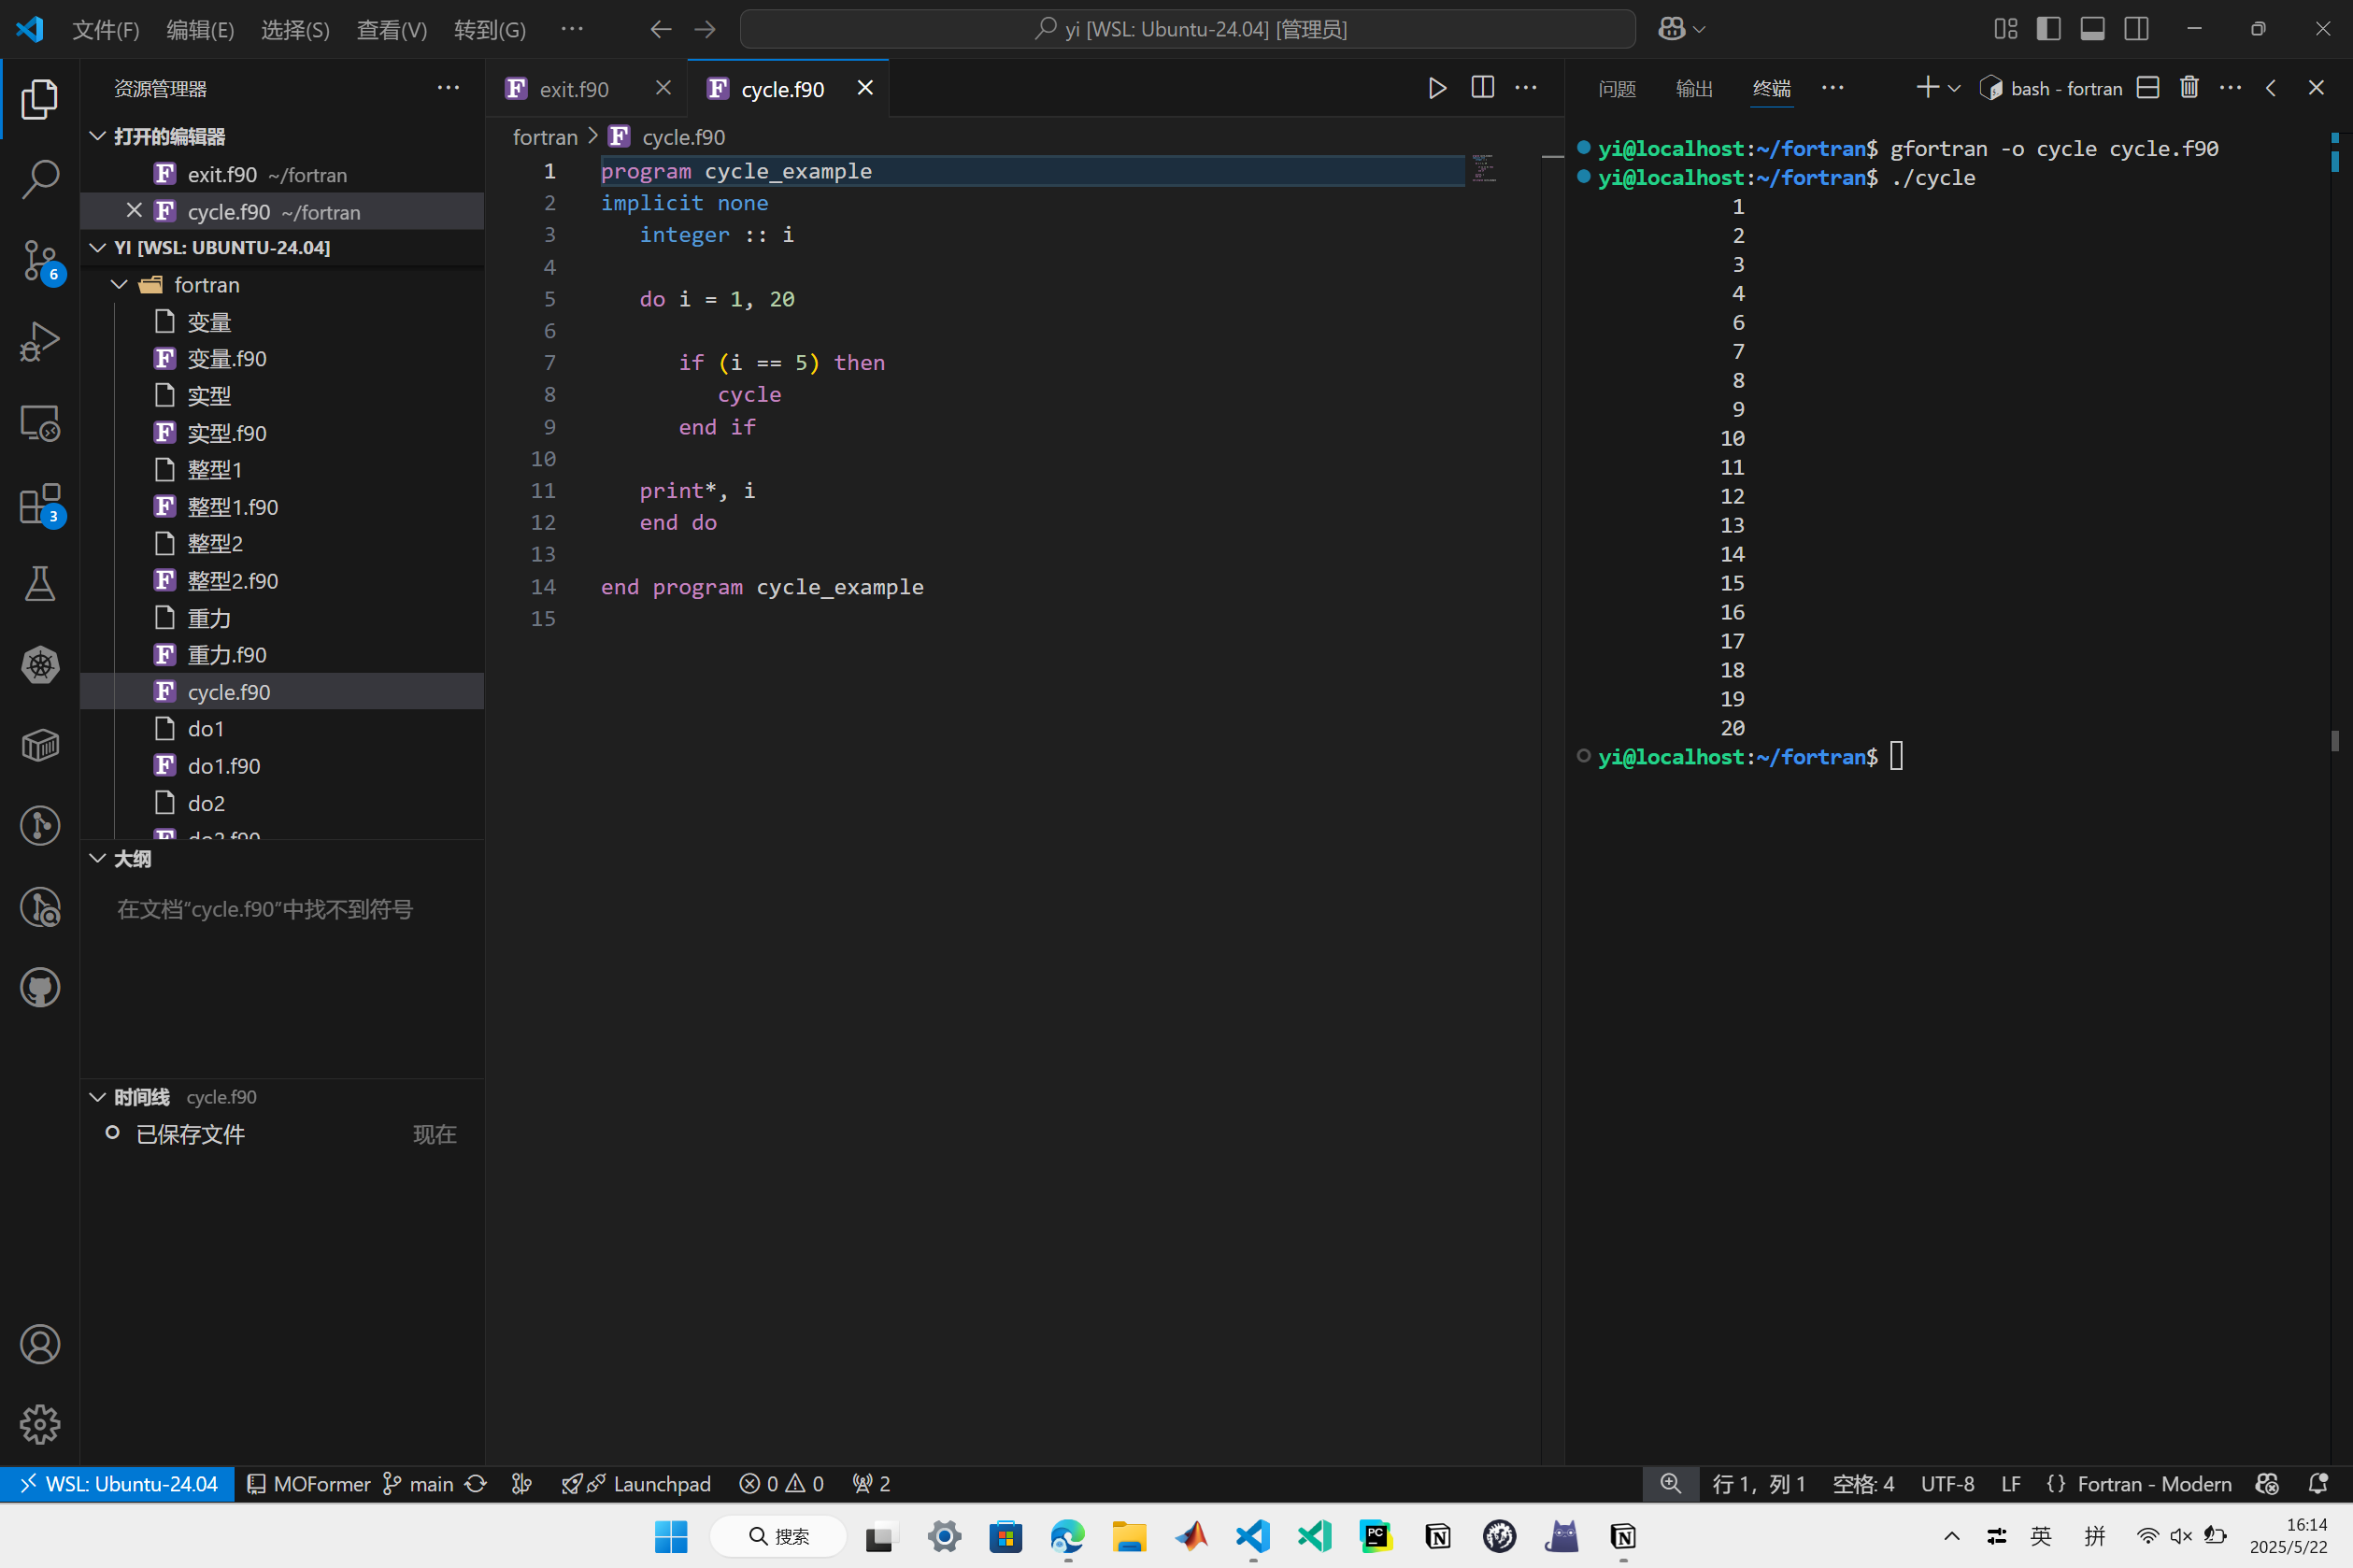 文件(F) 编辑(E) 选择(S) 查看(V) 转到(G) ··· yi [WSL: Ubuntu-24.04] [管理员]
资源管理器
打开的编辑器
exit.f90 ~/fortran
cycle.f90 ~/fortran
YI [WSL: UBUNTU-24.04]
fortran
变量
变量.f90
实型
实型.f90
整型1
整型1.f90
整型2
整型2.f90
重力
重力.f90
cycle.f90
do1
do1.f90
do2
do2.f90
大纲
在文档“cycle.f90”中找不到符号
时间线 cycle.f90
已保存文件 现在
6
3
exit.f90 cycle.f90
fortran > cycle.f90
1 program cycle_example
2 implicit none
3 integer :: i
4
5 do i = 1, 20
6
7 if (i == 5) then
8 cycle
9 end if
10
11 print*, i
12 end do
13
14 end program cycle_example
15
问题 输出 终端 ··· bash - fortran
yi@localhost:~/fortran$ gfortran -o cycle cycle.f90
yi@localhost:~/fortran$ ./cycle
1
2
3
4
6
7
8
9
10
11
12
13
14
15
16
17
18
19
20
yi@localhost:~/fortran$
WSL: Ubuntu-24.04 MOFormer main Launchpad 0 0 2 行 1，列 1 空格: 4 UTF-8 LF {} Fortran - Modern
搜索 PC 英 拼 16:14
2025/5/22